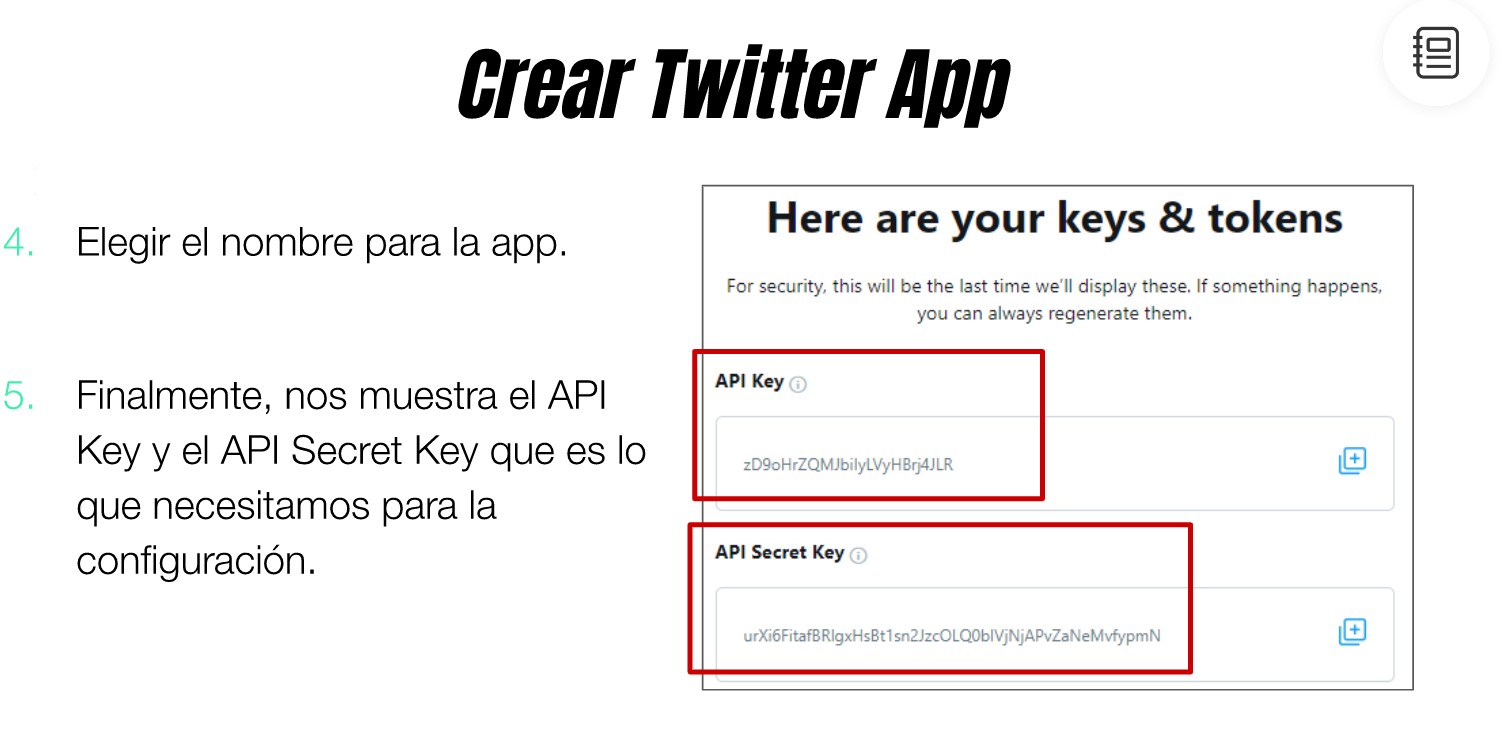 Crear Twitter App
4. Elegir el nombre para la app.
5. Finalmente, nos muestra el API
Key y el API Secret Key que es lo
que necesitamos para la
configuración.
Here are your keys & tokens
For security, this will be the last time we'll display these. If something happens,
you can always regenerate them.
API Key
API Secret Key